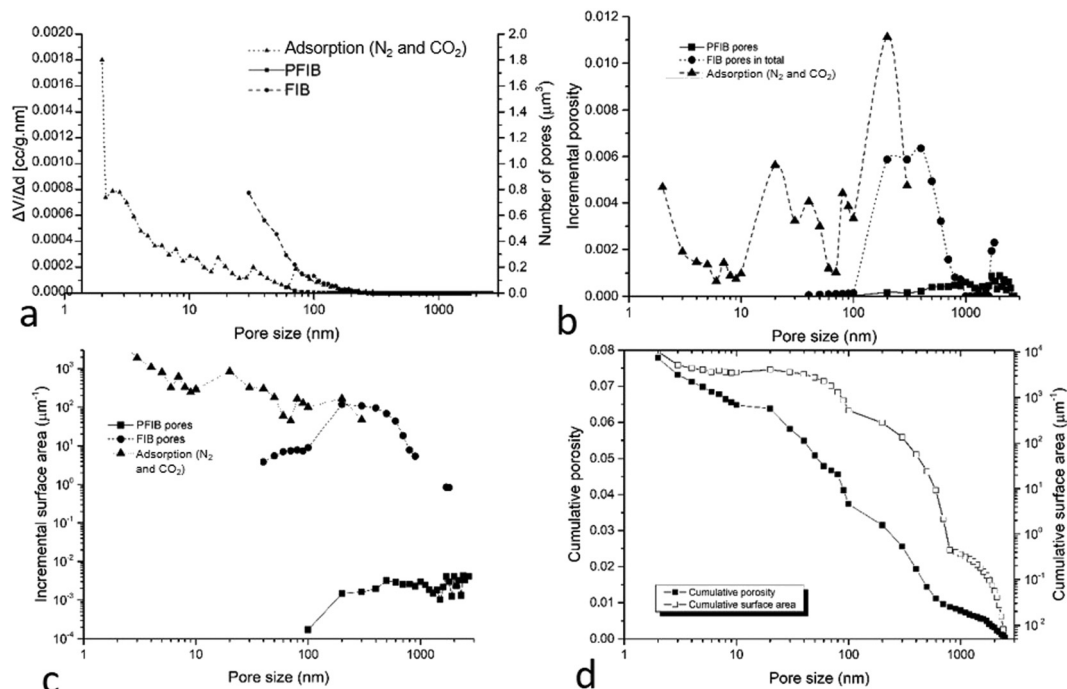 0.0020
0.0018
0.0016
0.0014
0.0012
0.0010
0.0008
0.0006
0.0004
0.0002
0.0000
ΔV/Δd [cc/g.nm]
Adsorption (N₂ and CO₂)
PFIB
FIB
2.0
1.8
1.6
1.4
1.2
1.0
0.8
0.6
0.4
0.2
0.0
Number of pores (μm³)
1 10 100 1000
Pore size (nm)
a
0.012
0.010
0.008
0.006
0.004
0.002
0.000
Incremental porosity
PFIB pores
FIB pores in total
Adsorption (N₂ and CO₂)
1 10 100 1000
Pore size (nm)
b
10³
10²
10¹
10⁰
10⁻¹
10⁻²
10⁻³
10⁻⁴
Incremental surface area (μm⁻¹)
PFIB pores
FIB pores
Adsorption (N₂
and CO₂)
1 10 100 1000
Pore size (nm)
c
0.08
0.07
0.06
0.05
0.04
0.03
0.02
0.01
0.00
Cumulative porosity
Cumulative porosity
Cumulative surface area
10⁴
10³
10²
10¹
10⁰
10⁻¹
10⁻²
Cumulative surface area (μm⁻¹)
1 10 100 1000
Pore size (nm)
d